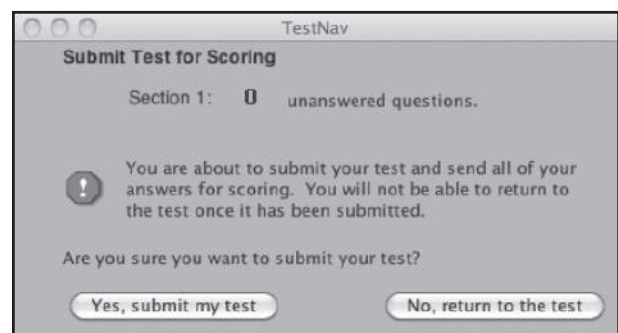 TestNav
Submit Test for Scoring
Section 1: 0 unanswered questions.
You are about to submit your test and send all of your
answers for scoring. You will not be able to return to
the test once it has been submitted.
Are you sure you want to submit your test?
Yes, submit my test No, return to the test